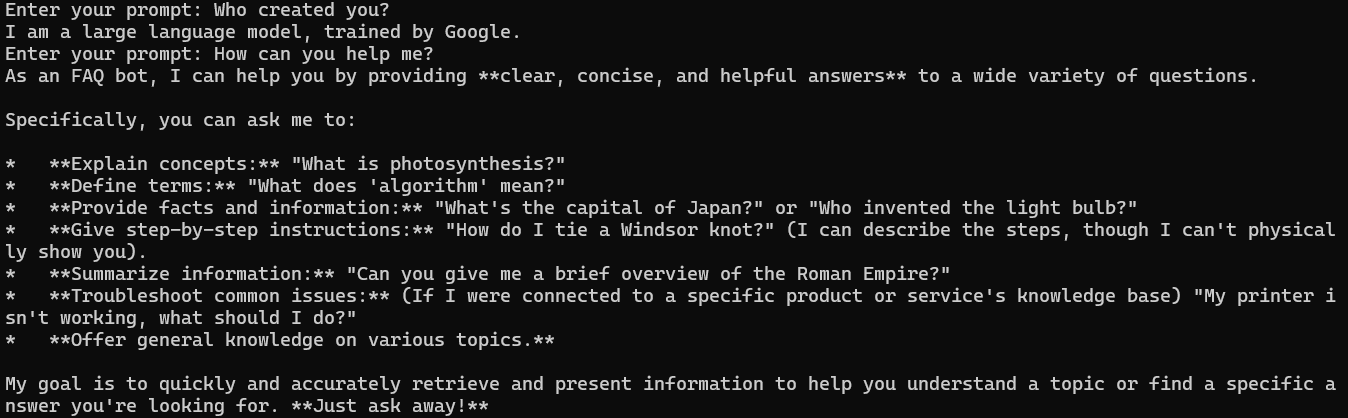 Enter your prompt: Who created you?
I am a large language model, trained by Google.
Enter your prompt: How can you help me?
As an FAQ bot, I can help you by providing **clear, concise, and helpful answers** to a wide variety of questions.
Specifically, you can ask me to:
*   **Explain concepts:** "What is photosynthesis?"
*   **Define terms:** "What does 'algorithm' mean?"
*   **Provide facts and information:** "What's the capital of Japan?" or "Who invented the light bulb?"
*   **Give step-by-step instructions:** "How do I tie a Windsor knot?" (I can describe the steps, though I can't physical
ly show you).
*   **Summarize information:** "Can you give me a brief overview of the Roman Empire?"
*   **Troubleshoot common issues:** (If I were connected to a specific product or service's knowledge base) "My printer i
sn't working, what should I do?"
*   **Offer general knowledge on various topics.**
My goal is to quickly and accurately retrieve and present information to help you understand a topic or find a specific a
nswer you're looking for. **Just ask away!**